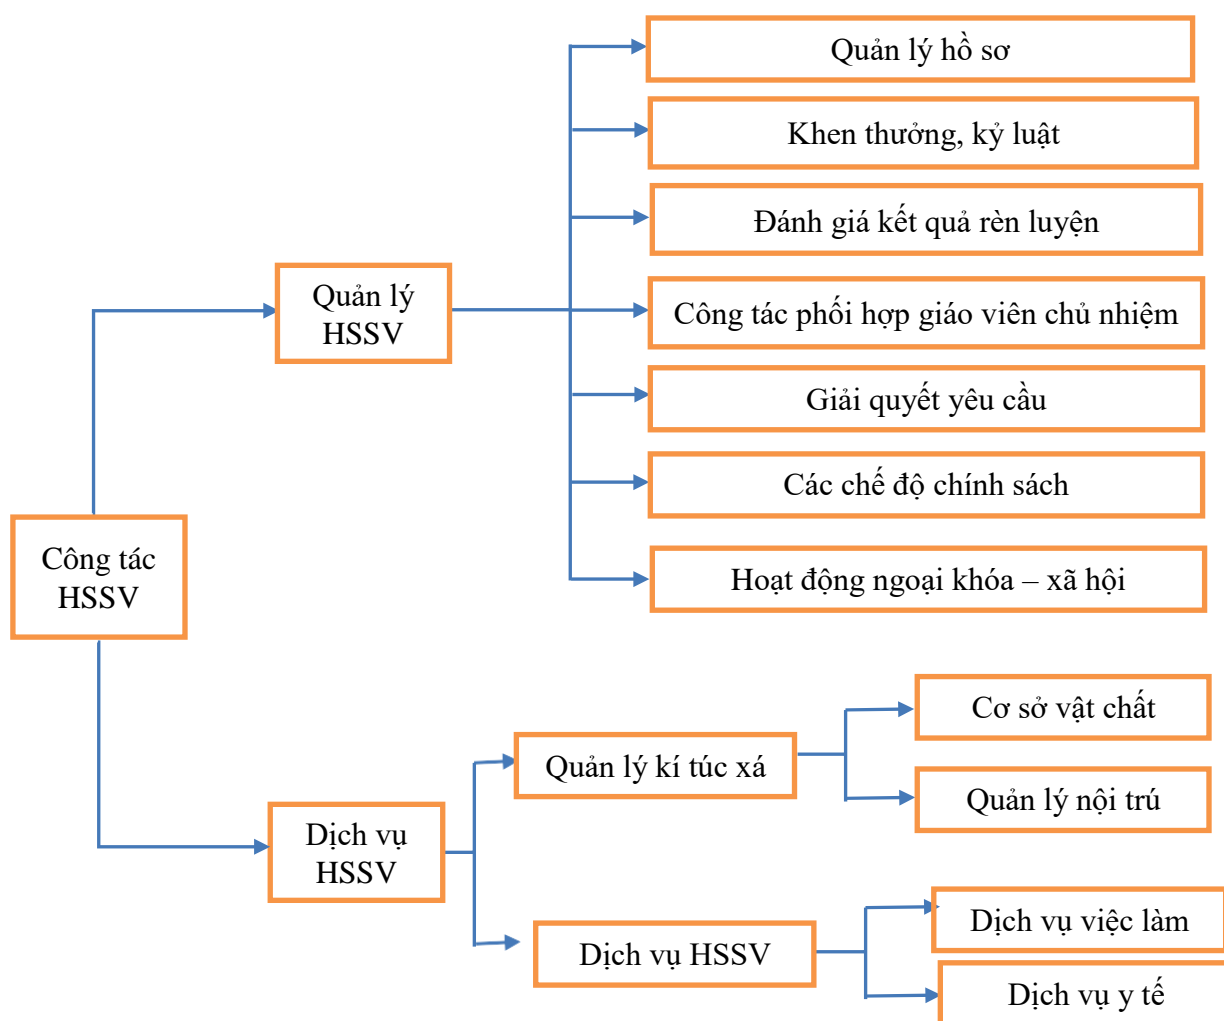 Quản lý hồ sơ
Khen thưởng, kỷ luật
Đánh giá kết quả rèn luyện
Quản lý
HSSV
Công tác phối hợp giáo viên chủ nhiệm
Giải quyết yêu cầu
Các chế độ chính sách
Công tác
HSSV
Hoạt động ngoại khóa – xã hội
Cơ sở vật chất
Quản lý kí túc xá
Quản lý nội trú
Dịch vụ
HSSV
Dịch vụ việc làm
Dịch vụ HSSV
Dịch vụ y tế